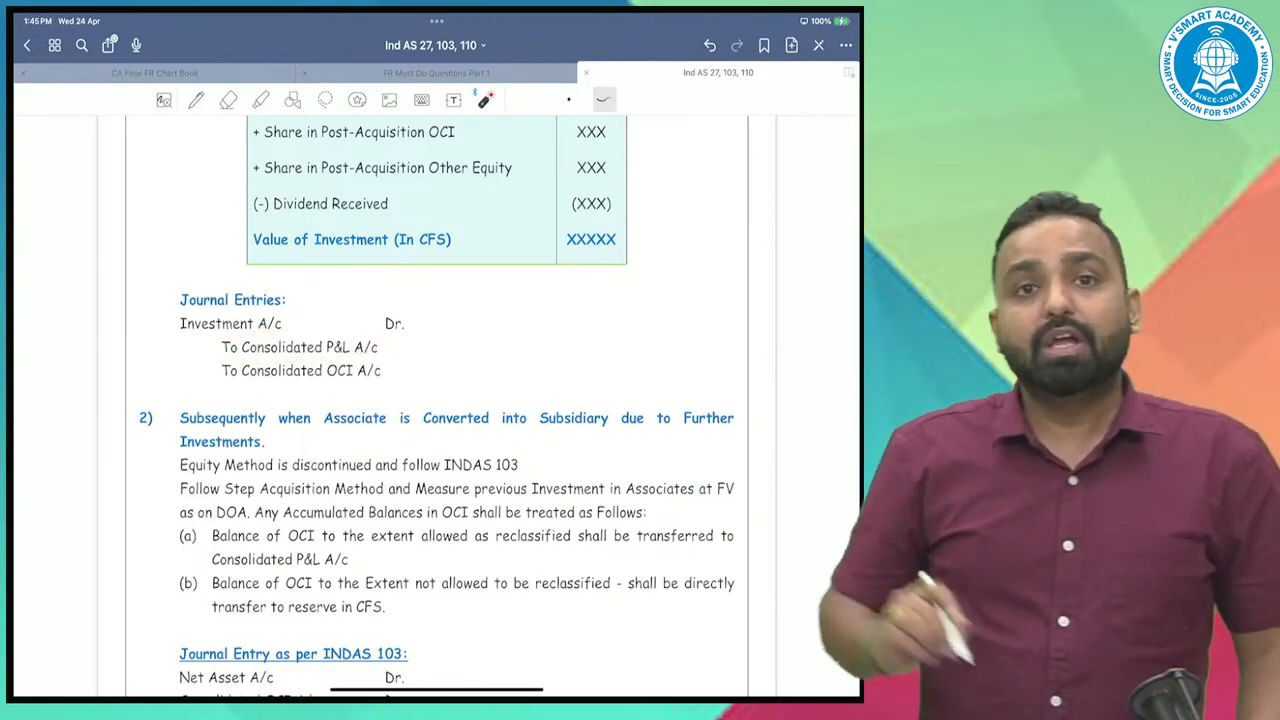 1:45 PM Wed 24 Apr
100%
Ind AS 27, 103, 110
CA Final FR Chart Book
FR Must Do Questions Part 1
Ind AS 27, 103, 110
+ Share in Post-Acquisition OCI XXX
+ Share in Post-Acquisition Other Equity XXX
(-) Dividend Received (XXX)
Value of Investment (In CFS) XXXXX
Journal Entries:
Investment A/c Dr.
To Consolidated P&L A/c
To Consolidated OCI A/c
2) Subsequently when Associate is Converted into Subsidiary due to Further
Investments.
Equity Method is discontinued and follow INDAS 103
Follow Step Acquisition Method and Measure previous Investment in Associates at FV
as on DOA. Any Accumulated Balances in OCI shall be treated as Follows:
(a) Balance of OCI to the extent allowed as reclassified shall be transferred to
Consolidated P&L A/c
(b) Balance of OCI to the Extent not allowed to be reclassified - shall be directly
transfer to reserve in CFS.
Journal Entry as per INDAS 103:
Net Asset A/c Dr.
V'SMART ACADEMY
SINCE-2005
SMART DECISION FOR SMART EDUCATION